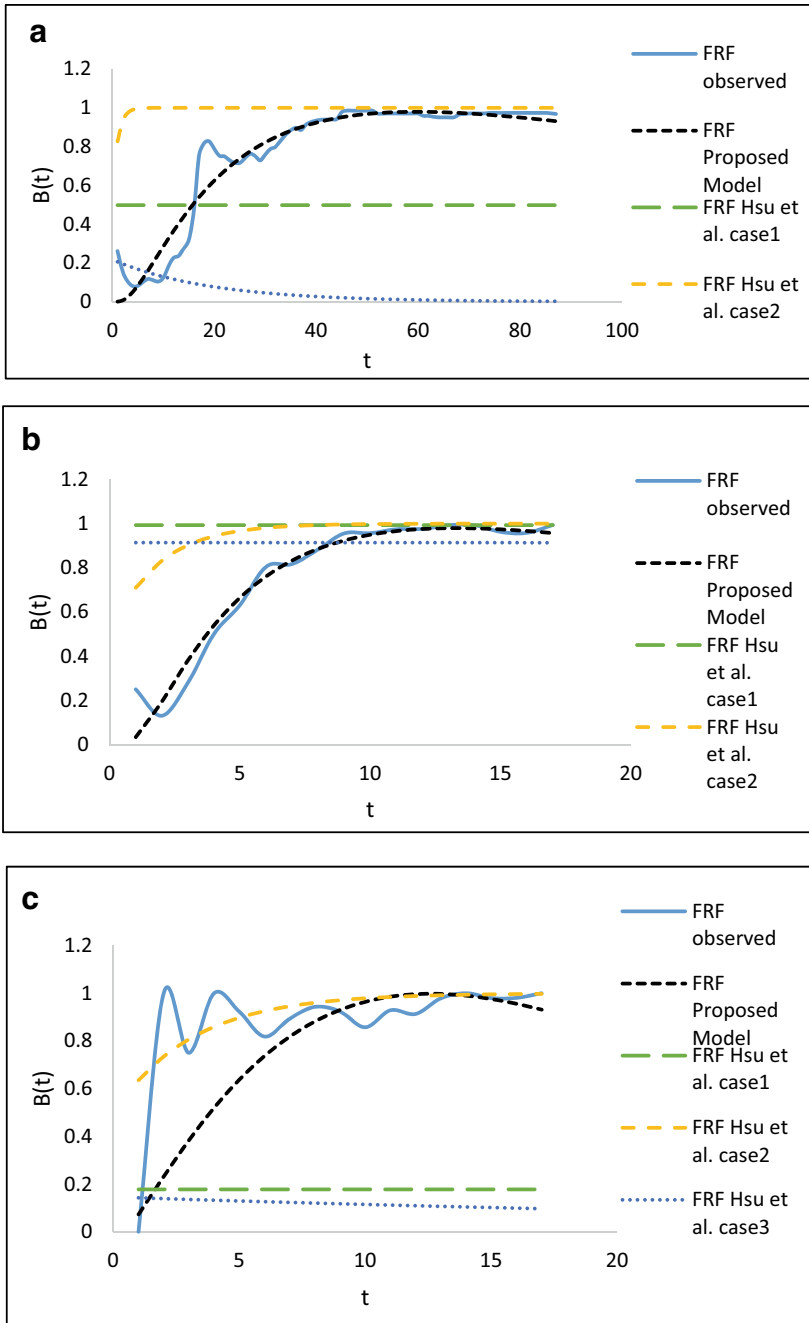 a
1.2
1
0.8
0.6
0.4
0.2
0
0
20
40
60
80
100
B(t)
t
FRF
observed
FRF
Proposed
Model
FRF Hsu et
al. case1
FRF Hsu et
al. case2
b
1.2
1
0.8
0.6
0.4
0.2
0
0
5
10
15
20
B(t)
t
FRF
observed
FRF
Proposed
Model
FRF Hsu
et al.
case1
FRF Hsu
et al.
case2
c
1.2
1
0.8
0.6
0.4
0.2
0
0
5
10
15
20
B(t)
t
FRF
observed
FRF
Proposed
Model
FRF Hsu et
al. case1
FRF Hsu et
al. case2
FRF Hsu et
al. case3